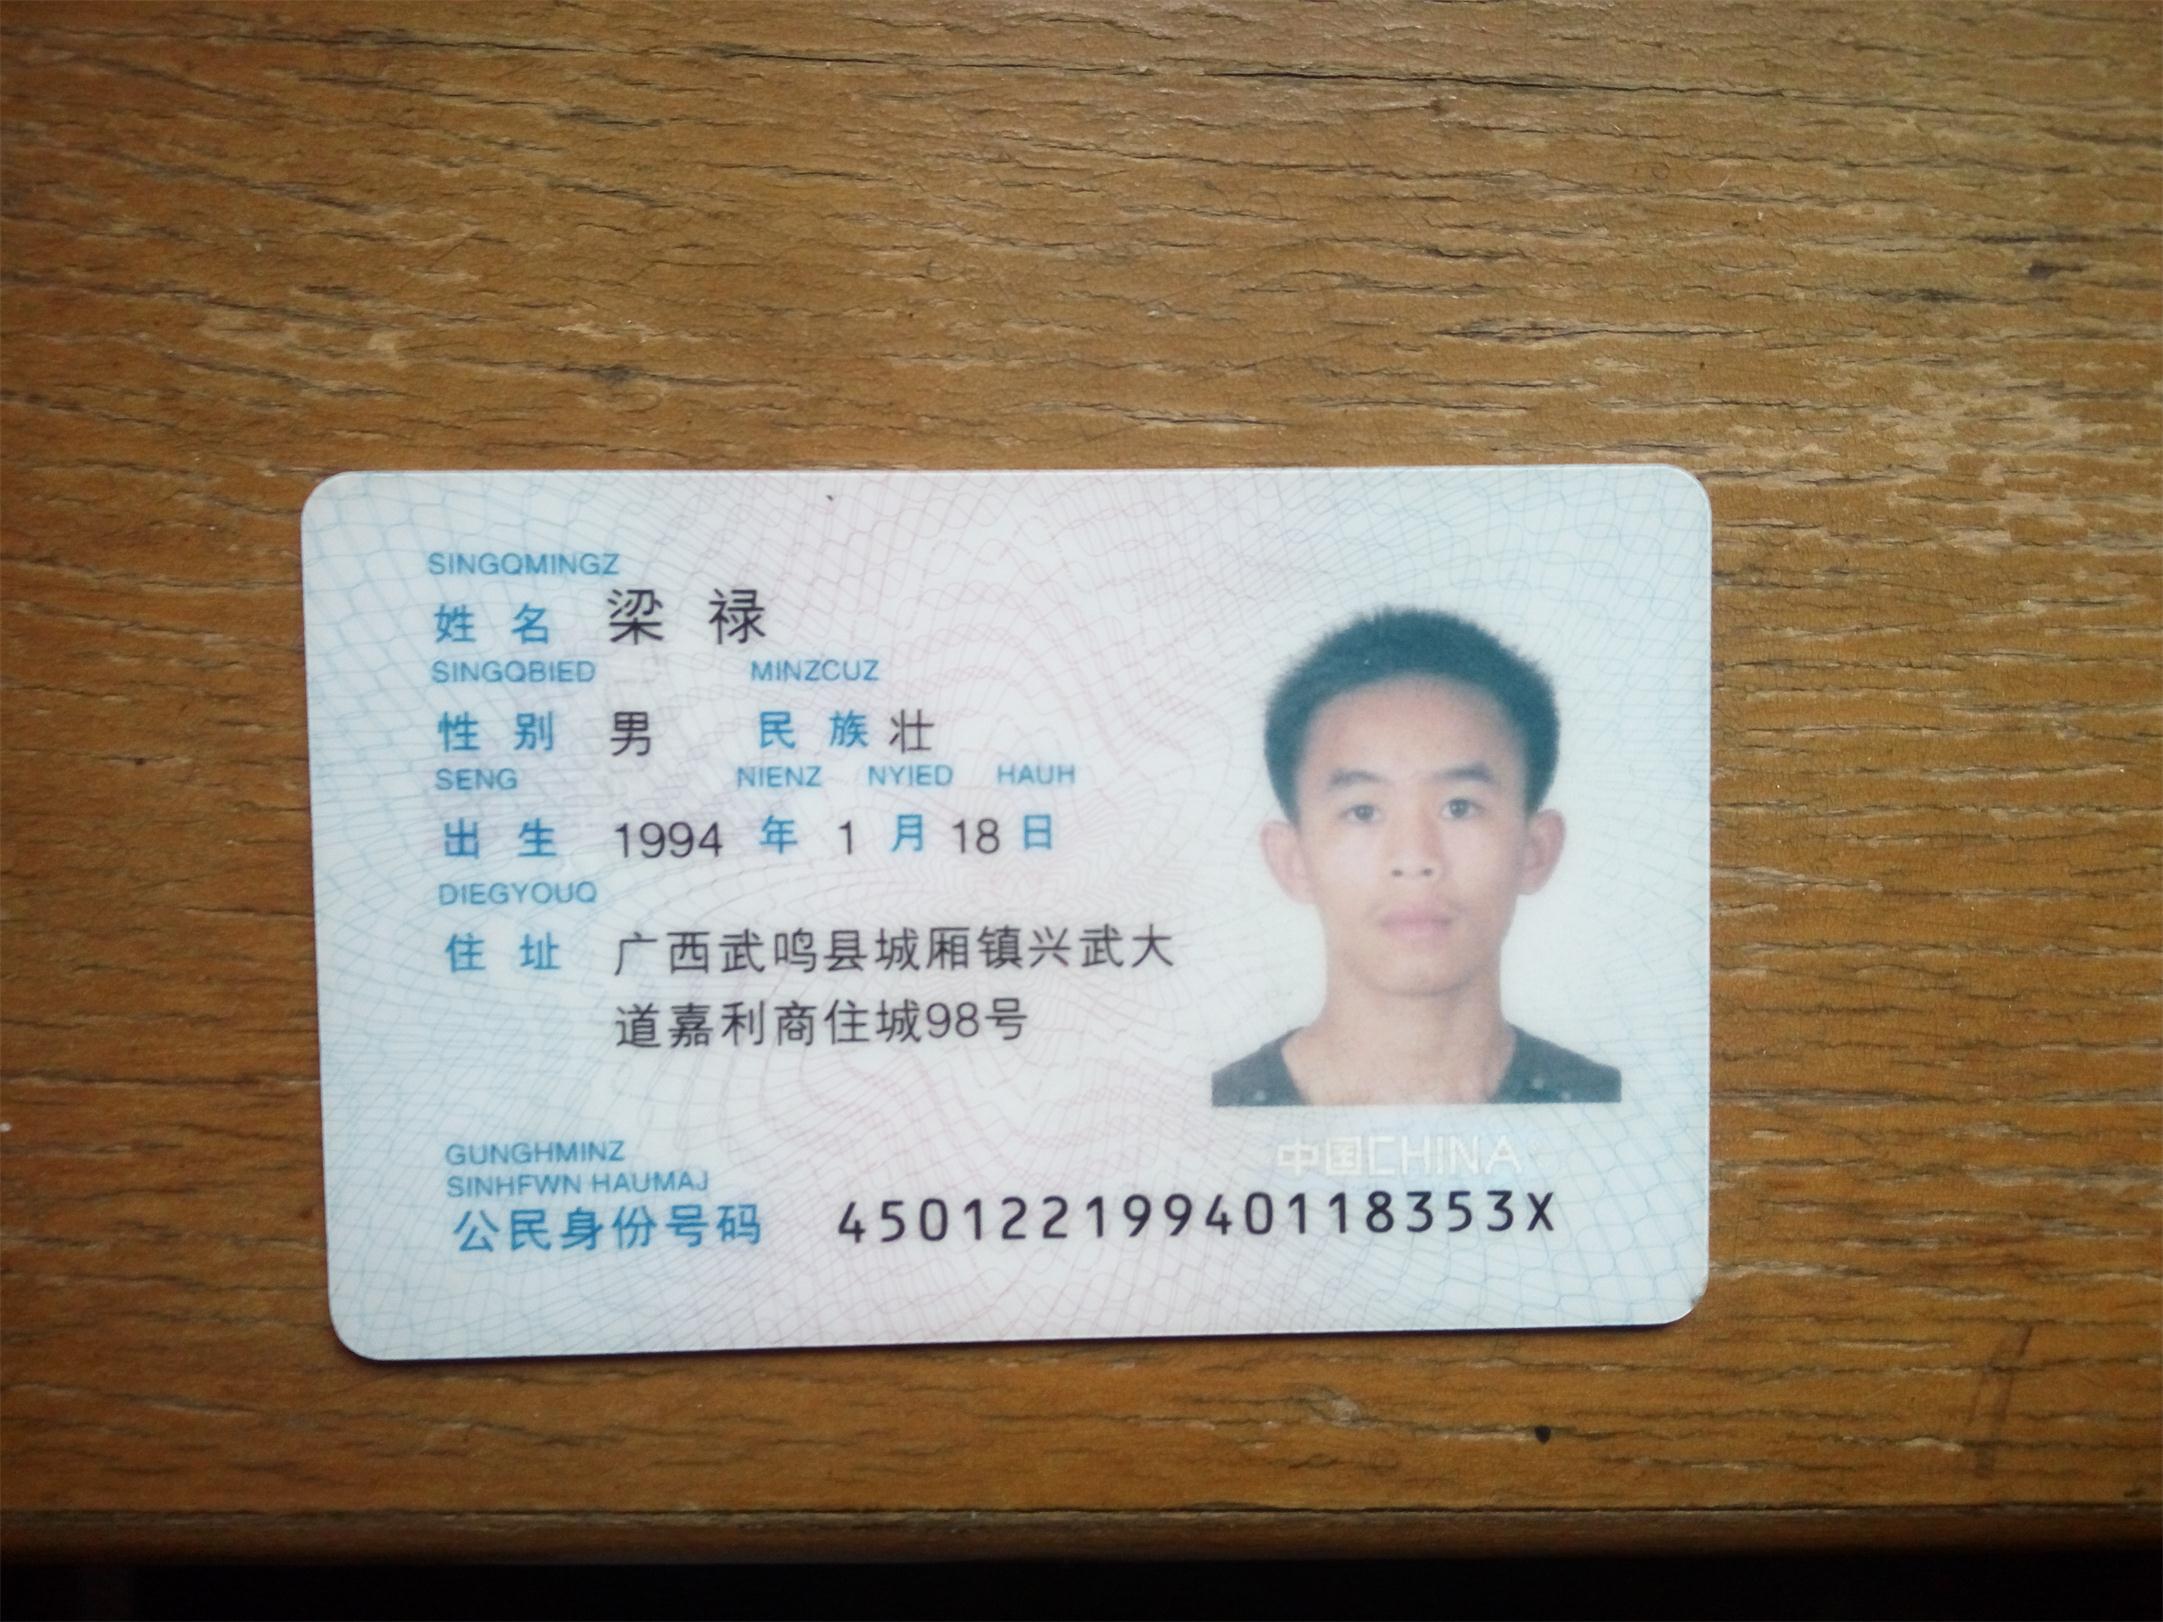 SINGQMINGZ
姓 名 梁 禄
SINGQBIED MINZCUZ
性 别 男 民 族 壮
SENG NIENZ NYIED HAUH
出 生 1994 年 1 月 18 日
DIEGYOUQ
住 址 广西武鸣县城厢镇兴武大
道嘉利商住城98号
中国CHINA
GUNGHMINZ
SINHFWN HAUMAJ
公民身份号码 45012219940118353X